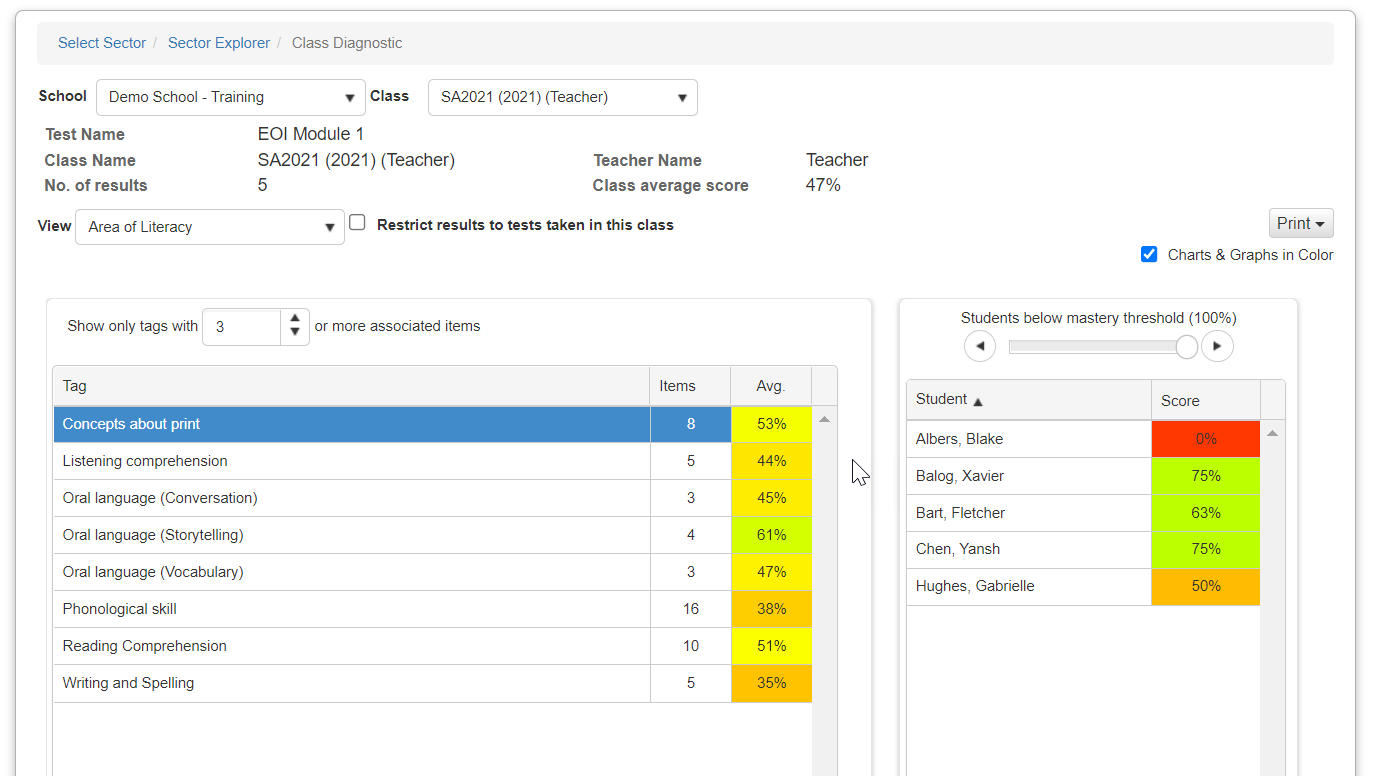 Select Sector / Sector Explorer / Class Diagnostic
School Demo School - Training Class SA2021 (2021) (Teacher)
Test Name EOI Module 1
Class Name SA2021 (2021) (Teacher) Teacher Name Teacher
No. of results 5 Class average score 47%
View Area of Literacy Restrict results to tests taken in this class Print
Charts & Graphs in Color
Show only tags with 3 or more associated items
Tag Items Avg.
Concepts about print 8 53%
Listening comprehension 5 44%
Oral language (Conversation) 3 45%
Oral language (Storytelling) 4 61%
Oral language (Vocabulary) 3 47%
Phonological skill 16 38%
Reading Comprehension 10 51%
Writing and Spelling 5 35%
Students below mastery threshold (100%)
Student Score
Albers, Blake 0%
Balog, Xavier 75%
Bart, Fletcher 63%
Chen, Yansh 75%
Hughes, Gabrielle 50%